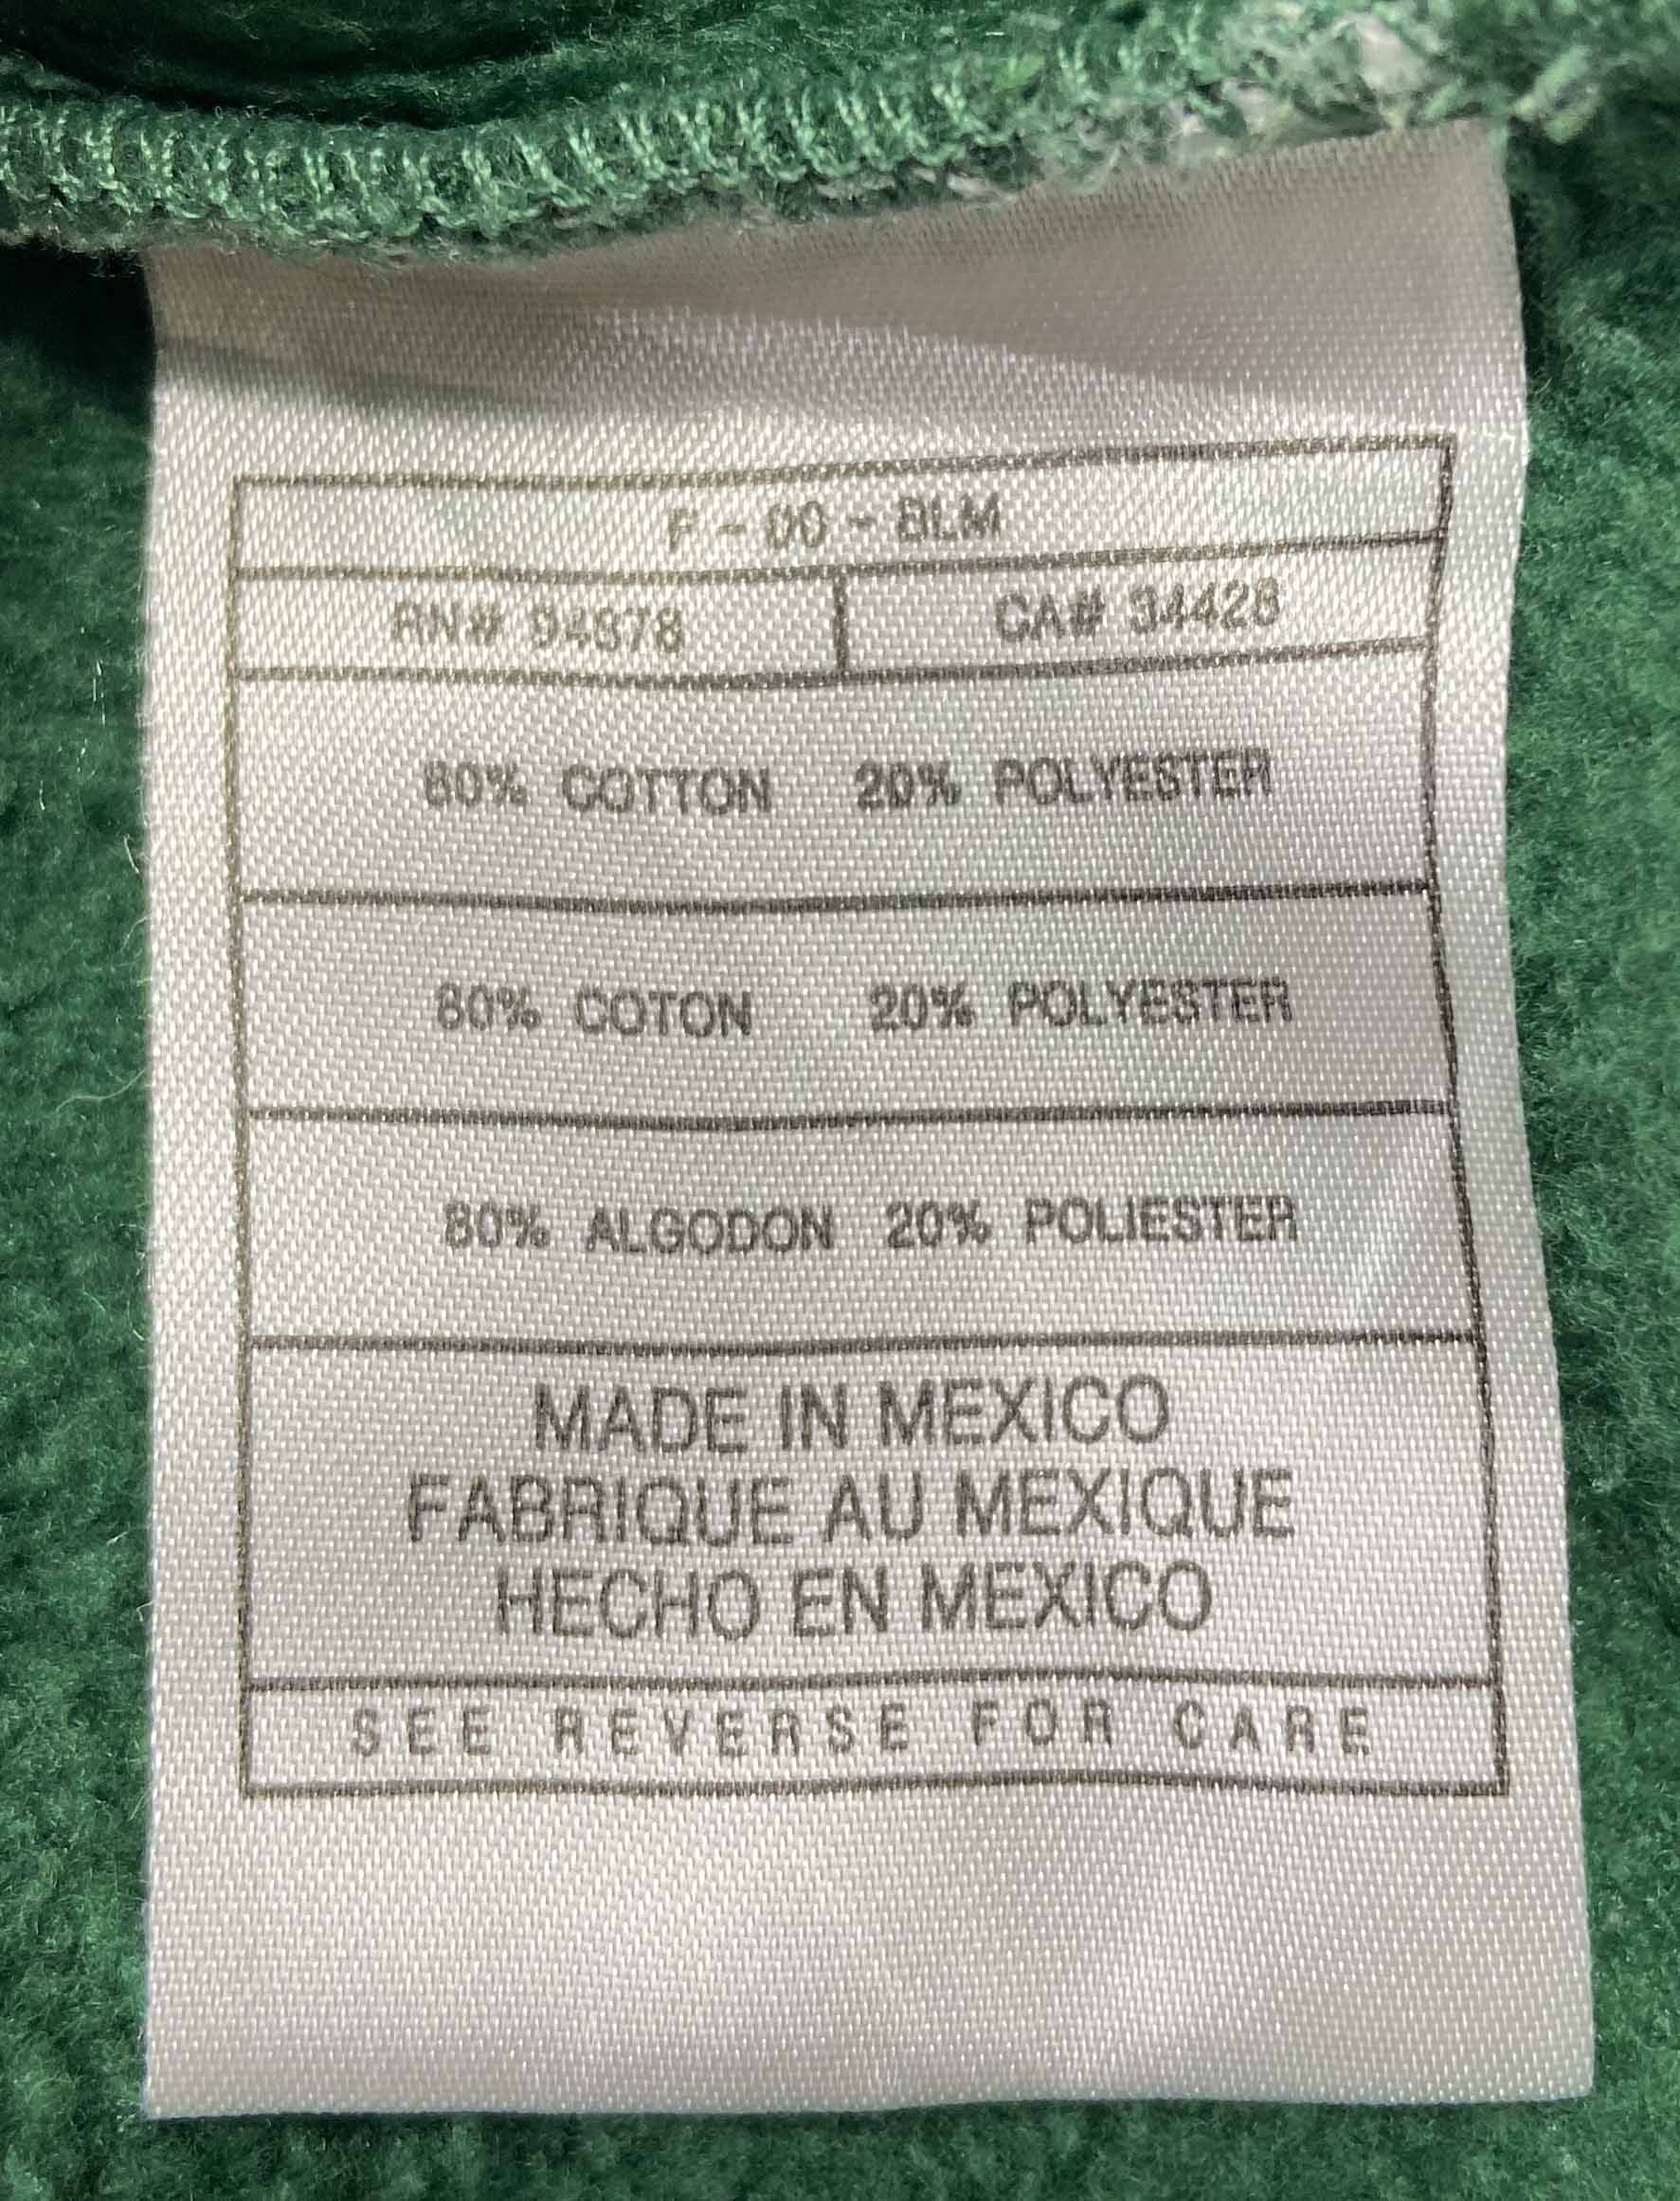 F - 00 - BLM
RN# 94878 CA# 34428
80% COTTON 20% POLYESTER
80% COTON 20% POLYESTER
80% ALGODON 20% POLIESTER
MADE IN MEXICO
FABRIQUE AU MEXIQUE
HECHO EN MEXICO
SEE REVERSE FOR CARE